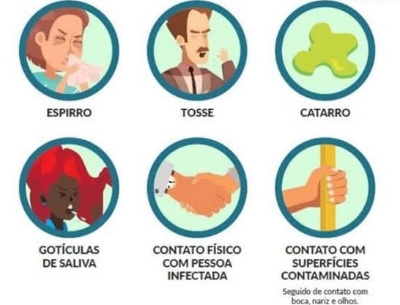 ESPIRRO
TOSSE
CATARRO
GOTÍCULAS
DE SALIVA
CONTATO FÍSICO
COM PESSOA
INFECTADA
CONTATO COM
SUPERFÍCIES
CONTAMINADAS
Seguido de contato com
boca, nariz e olhos.